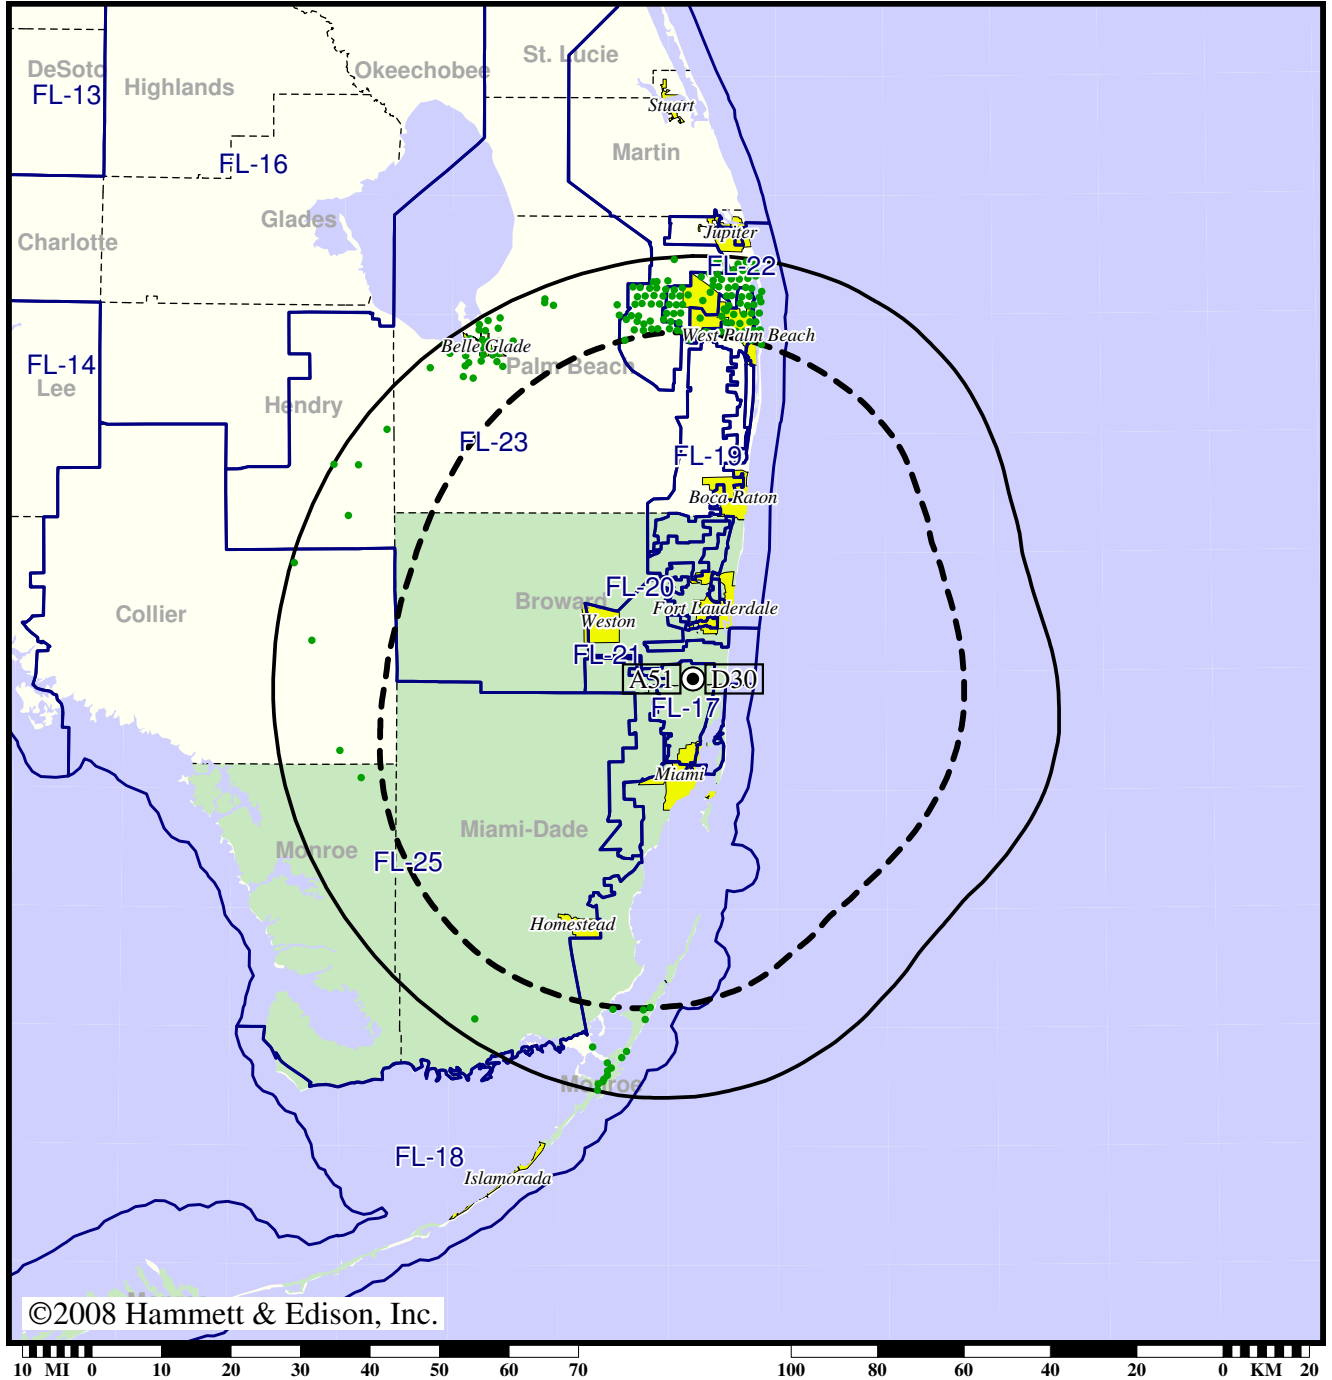 St. Lucie
DeSoto
Okeechobee
Highlands
FL-13
Stuart
Martin
FL-16
Glades
Jupiter
Charlotte
FL-22
West Palm Beach
Belle Glade
FL-14
Palm Beach
Lee
Hendry
FL-23
FL-19
Boca Raton
FL-20
Broward
Fort Lauderdale
Collier
Weston
FL-21
A51 D30
FL-17
Miami
Miami-Dade
Monroe
FL-25
Homestead
Monroe
FL-18
Islamorada
©2008 Hammett & Edison, Inc.
10 MI 0 10 20 30 40 50 60 70 100 80 60 40 20 0 KM 20